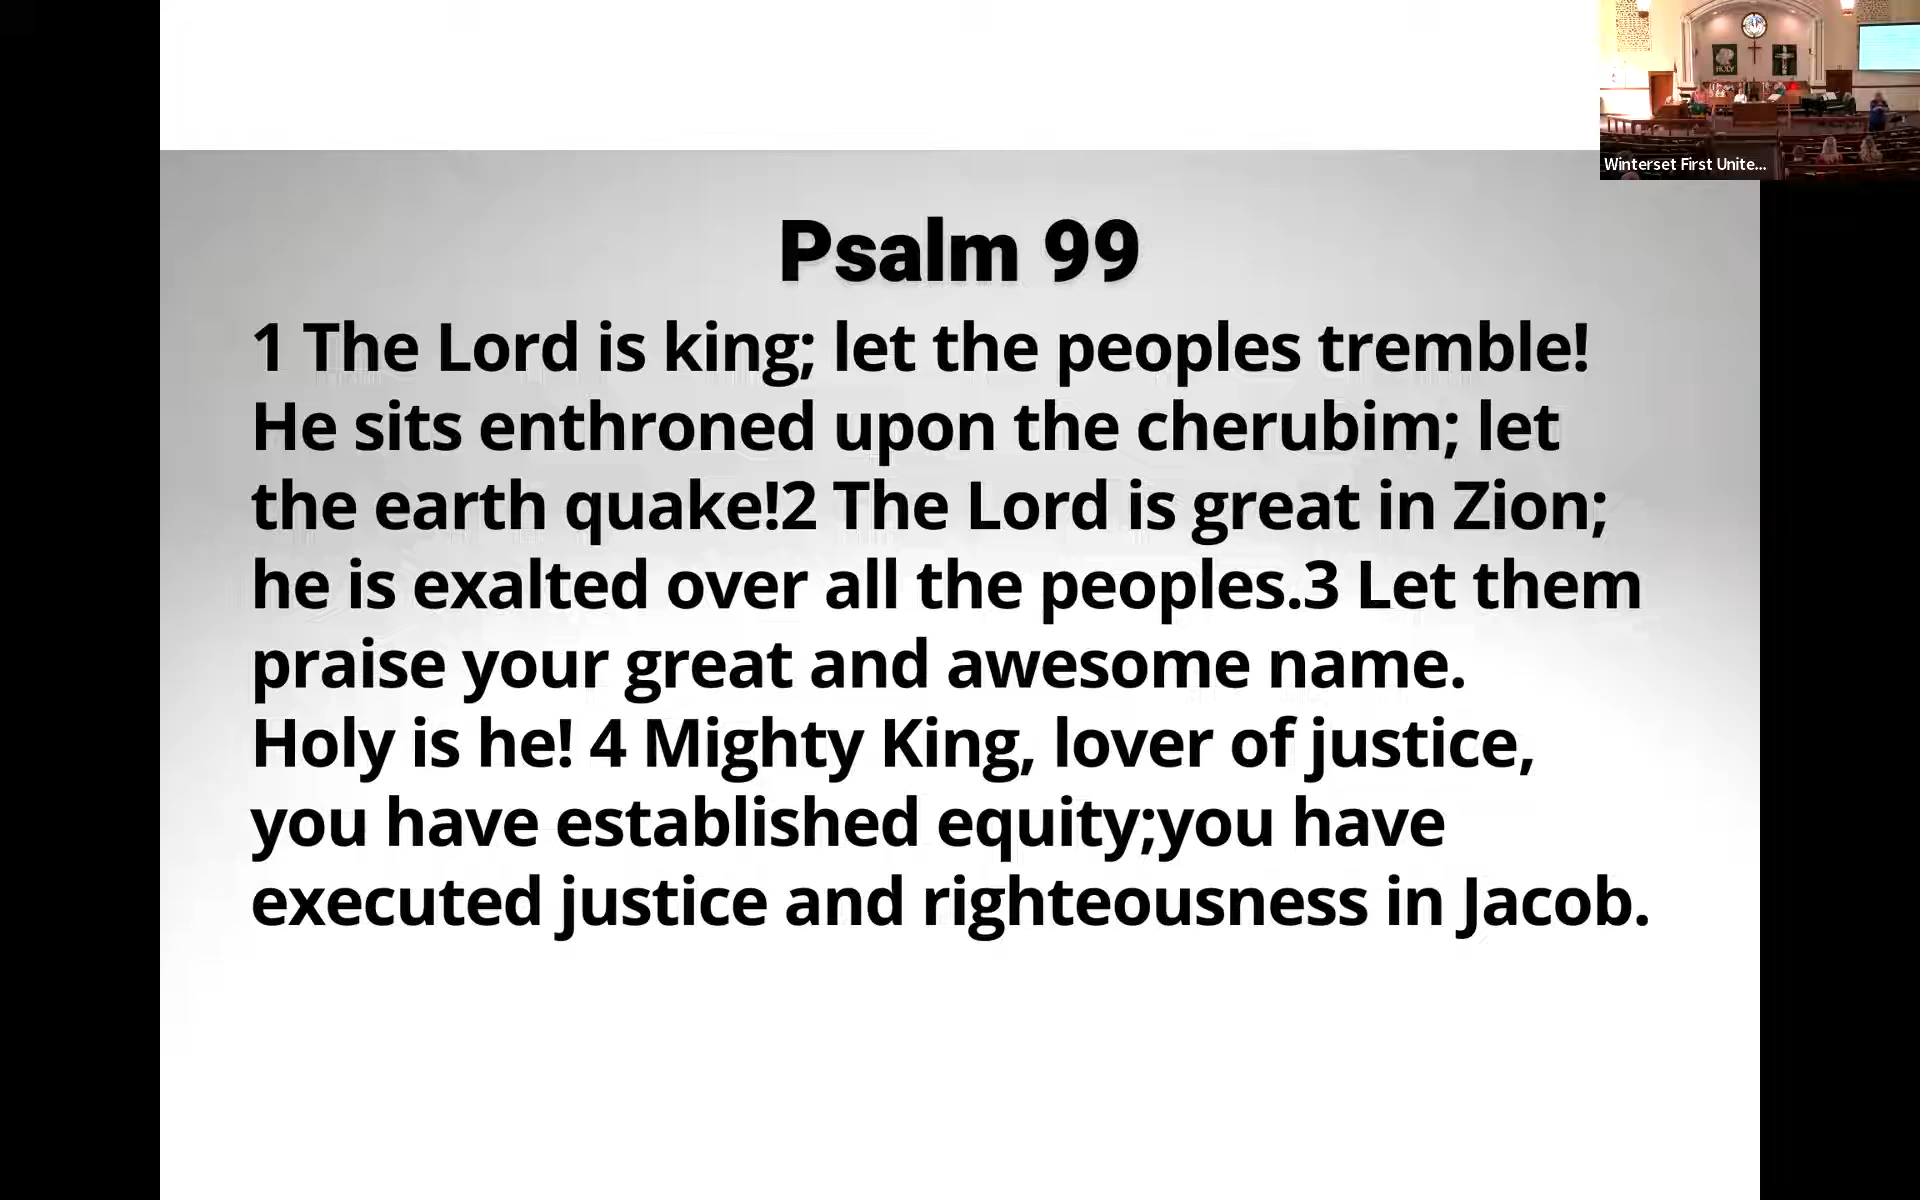 Winterset First Unite...
Psalm 99
1 The Lord is king; let the peoples tremble!
He sits enthroned upon the cherubim; let
the earth quake!2 The Lord is great in Zion;
he is exalted over all the peoples.3 Let them
praise your great and awesome name.
Holy is he! 4 Mighty King, lover of justice,
you have established equity;you have
executed justice and righteousness in Jacob.